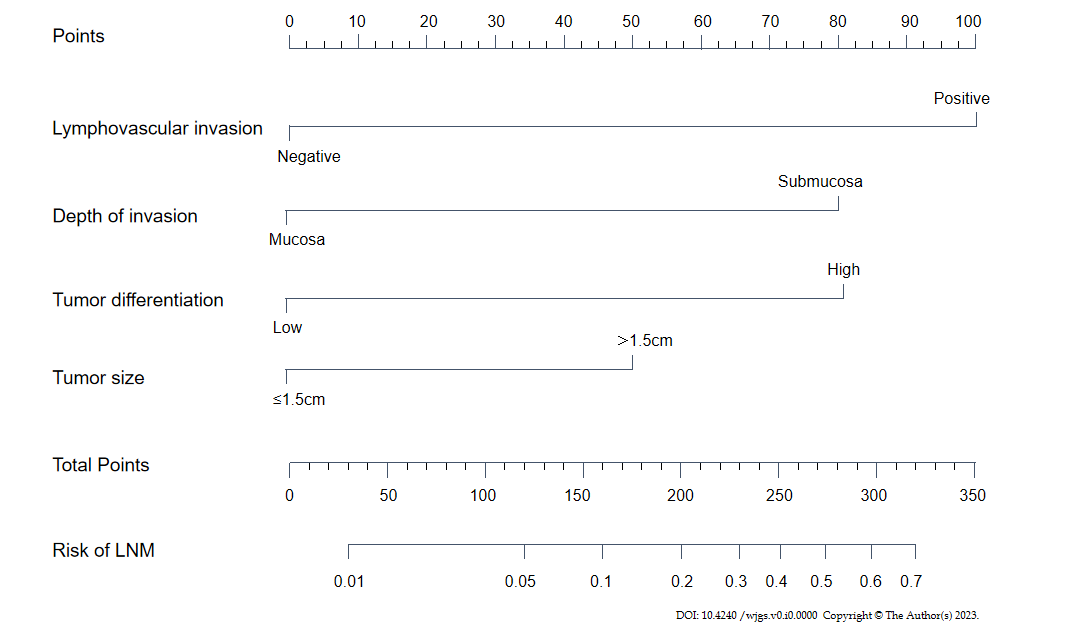 Points 0 10 20 30 40 50 60 70 80 90 100
Positive
Lymphovascular invasion
Negative
Submucosa
Depth of invasion
Mucosa
High
Tumor differentiation
Low
>1.5cm
Tumor size
≤1.5cm
Total Points
0 50 100 150 200 250 300 350
Risk of LNM
0.01 0.05 0.1 0.2 0.3 0.4 0.5 0.6 0.7
DOI: 10.4240 /wjgs.v0.i0.0000 Copyright © The Author(s) 2023.